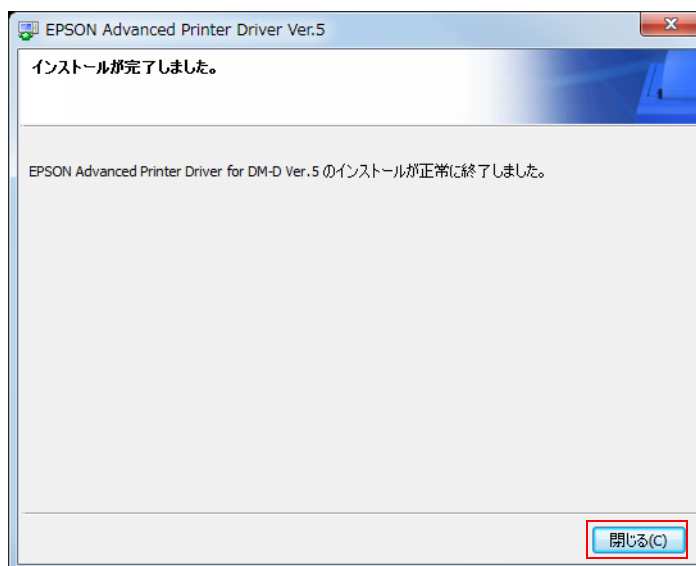 EPSON Advanced Printer Driver Ver.5
インストールが完了しました。
EPSON Advanced Printer Driver for DM-D Ver.5 のインストールが正常に終了しました。
閉じる(C)